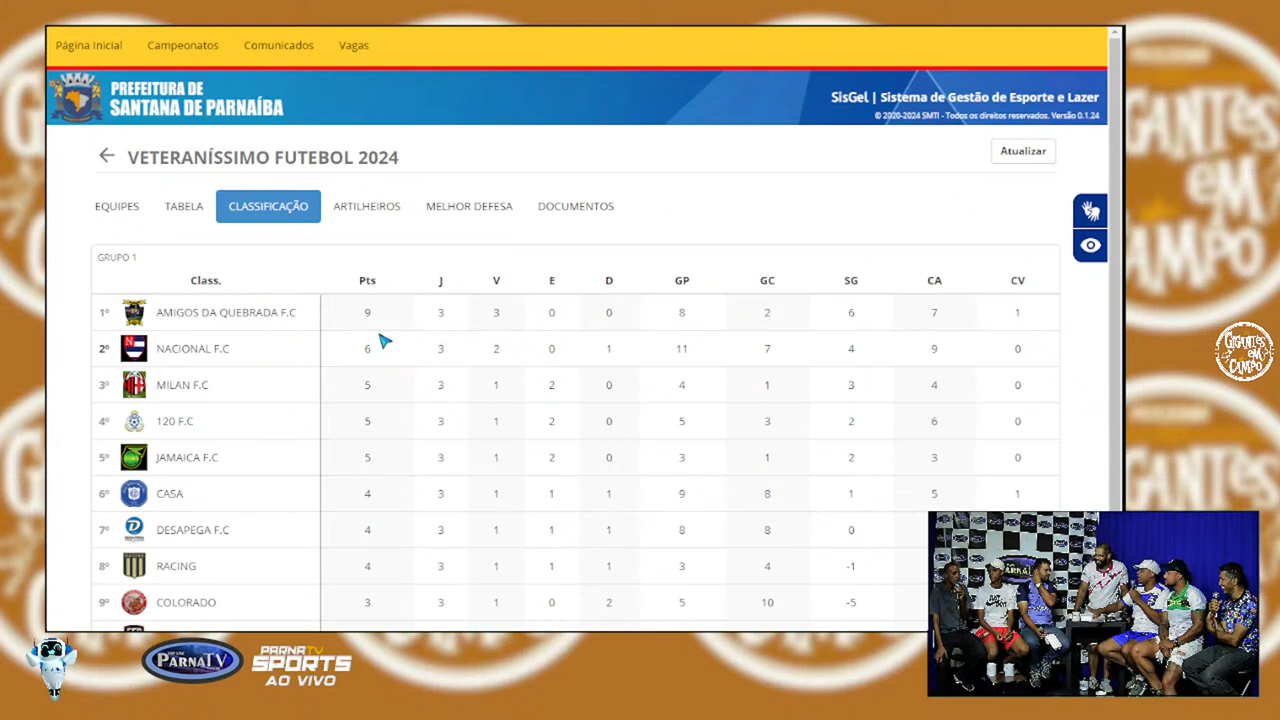 Página Inicial Campeonatos Comunicados Vagas
PREFEITURA DE
SANTANA DE PARNAÍBA
SisGel | Sistema de Gestão de Esporte e Lazer
© 2020-2024 SMTI - Todos os direitos reservados. Versão 0.1.24
VETERANÍSSIMO FUTEBOL 2024
Atualizar
EQUIPES TABELA CLASSIFICAÇÃO ARTILHEIROS MELHOR DEFESA DOCUMENTOS
GRUPO 1
Class. Pts J V E D GP GC SG CA CV
1º AMIGOS DA QUEBRADA F.C 9 3 3 0 0 8 2 6 7 1
2º NACIONAL F.C 6 3 2 0 1 11 7 4 9 0
3º MILAN F.C 5 3 1 2 0 4 1 3 4 0
4º 120 F.C 5 3 1 2 0 5 3 2 6 0
5º JAMAICA F.C 5 3 1 2 0 3 1 2 3 0
6º CASA 4 3 1 1 1 9 8 1 5 1
7º DESAPEGA F.C 4 3 1 1 1 8 8 0
8º RACING 4 3 1 1 1 3 4 -1
9º COLORADO 3 3 1 0 2 5 10 -5
GIGANTES
EM
CAMPO
PARNATV
PARNATV
SPORTS
AO VIVO